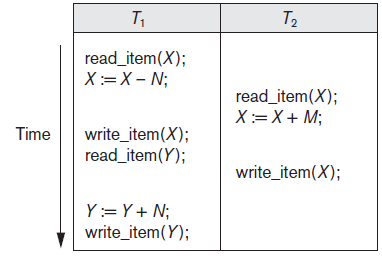 T₁ T₂
read_item(X);
X := X – N;
read_item(X);
X := X + M;
Time
write_item(X);
read_item(Y);
write_item(X);
Y := Y + N;
write_item(Y);